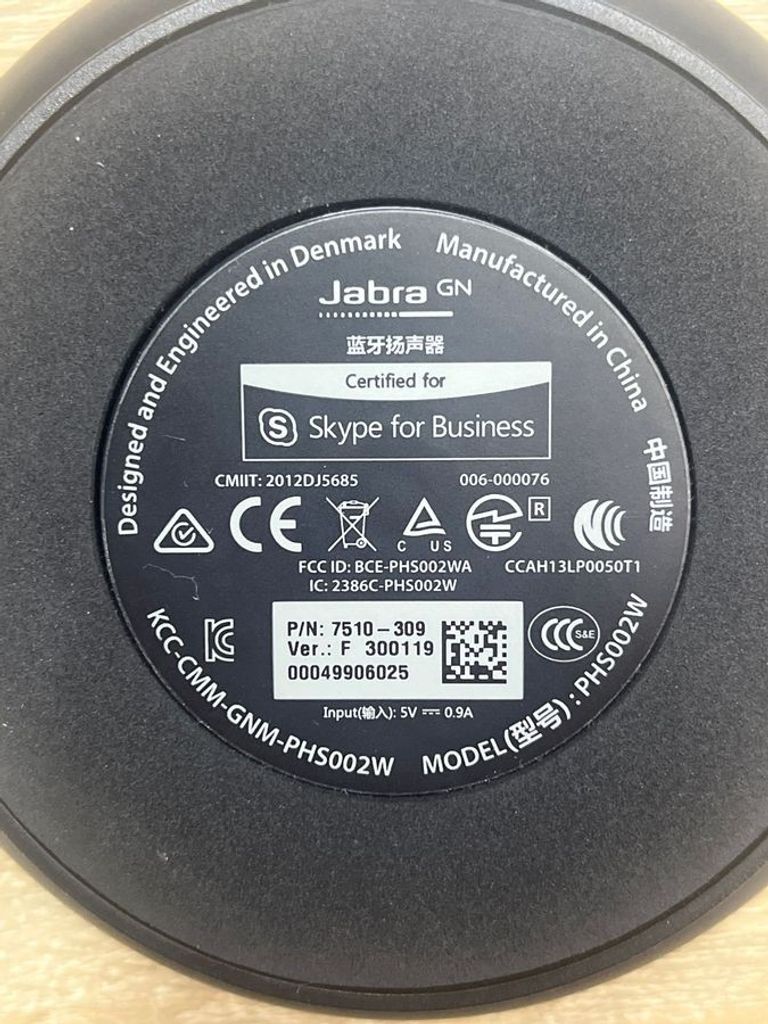 Designed and Engineered in Denmark
Manufactured in China
中国制造
Jabra GN
蓝牙扬声器
Certified for
S Skype for Business
CMIIT: 2012DJ5685
006-000076
CE
R
C US
FCC ID: BCE-PHS002WA
CCAH13LP0050T1
IC: 2386C-PHS002W
P/N: 7510-309
Ver.: F 300119
00049906025
CCC S&E
Input(输入): 5V ⎓ 0.9A
KCC-CMM-GNM-PHS002W
MODEL(型号): PHS002W